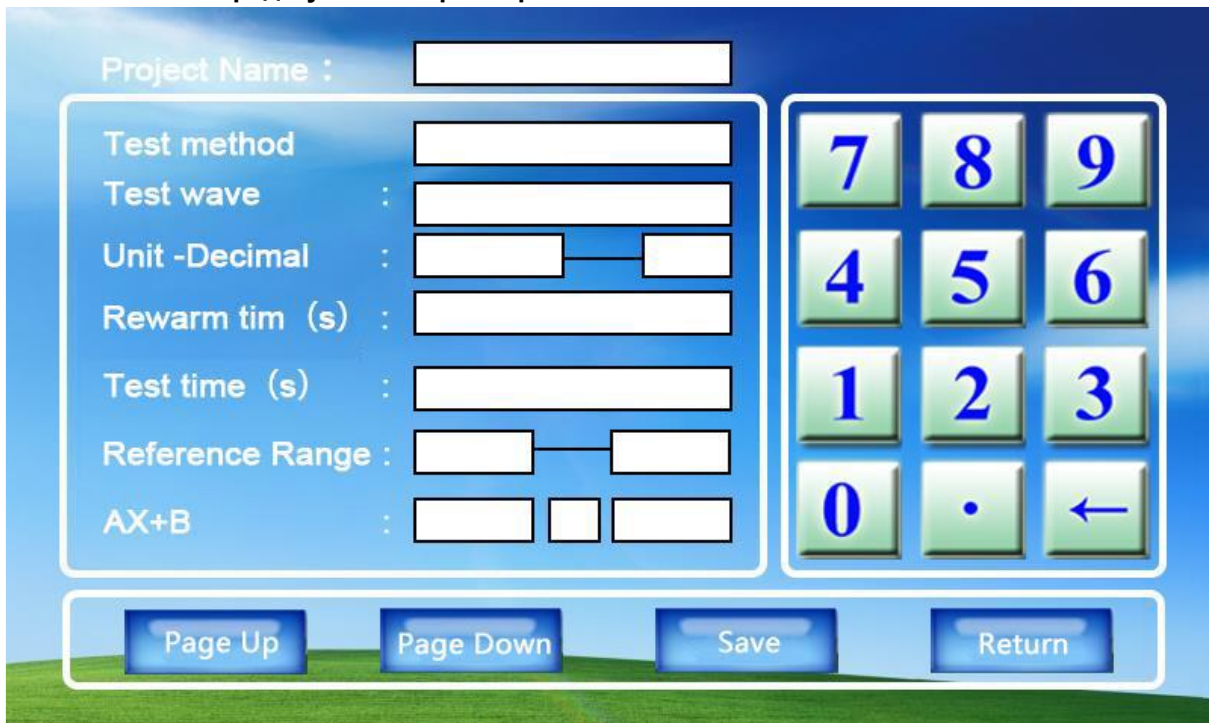 Project Name :
Test method
Test wave :
Unit -Decimal :
Rewarm tim (s) :
Test time (s) :
Reference Range :
AX+B :
7 8 9
4 5 6
1 2 3
0 . ←
Page Up Page Down Save Return